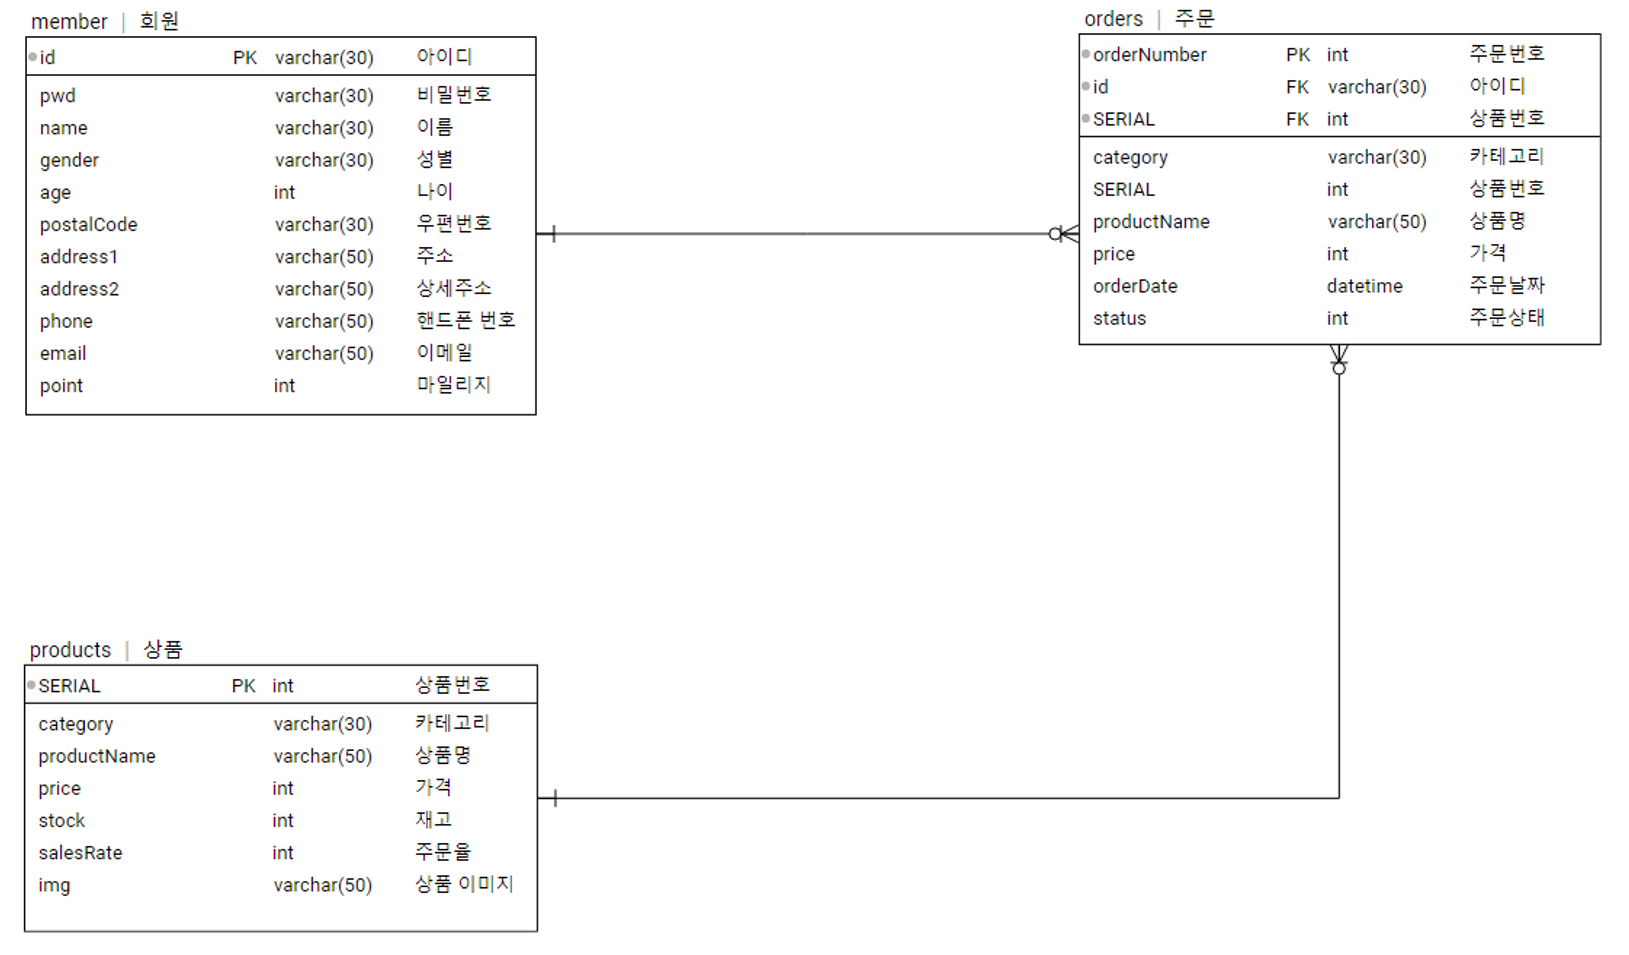 member | 회원
id PK varchar(30) 아이디
pwd varchar(30) 비밀번호
name varchar(30) 이름
gender varchar(30) 성별
age int 나이
postalCode varchar(30) 우편번호
address1 varchar(50) 주소
address2 varchar(50) 상세주소
phone varchar(50) 핸드폰 번호
email varchar(50) 이메일
point int 마일리지
orders | 주문
orderNumber PK int 주문번호
id FK varchar(30) 아이디
SERIAL FK int 상품번호
category varchar(30) 카테고리
SERIAL int 상품번호
productName varchar(50) 상품명
price int 가격
orderDate datetime 주문날짜
status int 주문상태
products | 상품
SERIAL PK int 상품번호
category varchar(30) 카테고리
productName varchar(50) 상품명
price int 가격
stock int 재고
salesRate int 주문율
img varchar(50) 상품 이미지